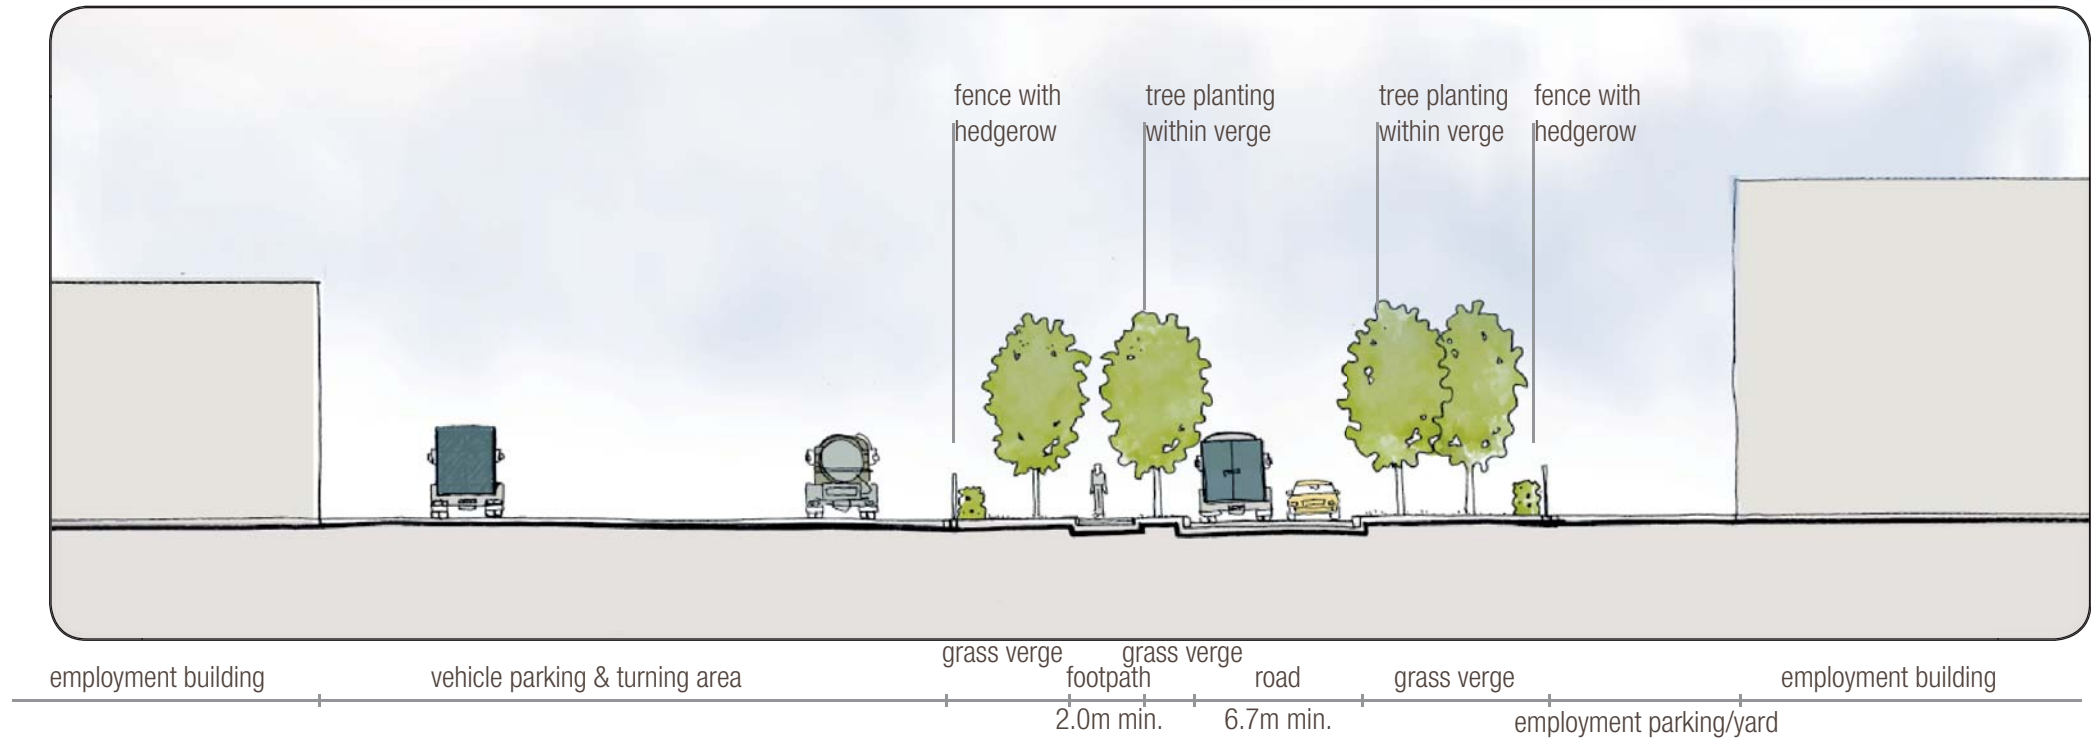 fence with
hedgerow
tree planting
within verge
tree planting
within verge
fence with
hedgerow
grass verge
grass verge
employment building
vehicle parking & turning area
footpath
road
grass verge
employment building
2.0m min.
6.7m min.
employment parking/yard